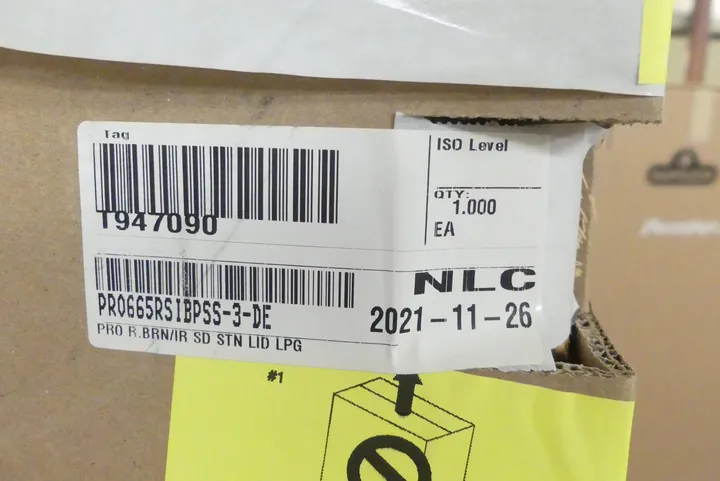 Tag
T947090
ISO Level
QTY:
1.000
EA
PRO665RSIBPSS-3-DE
PRO R.BRN/IR SD STN LID LPG
NLC
2021-11-26
#1